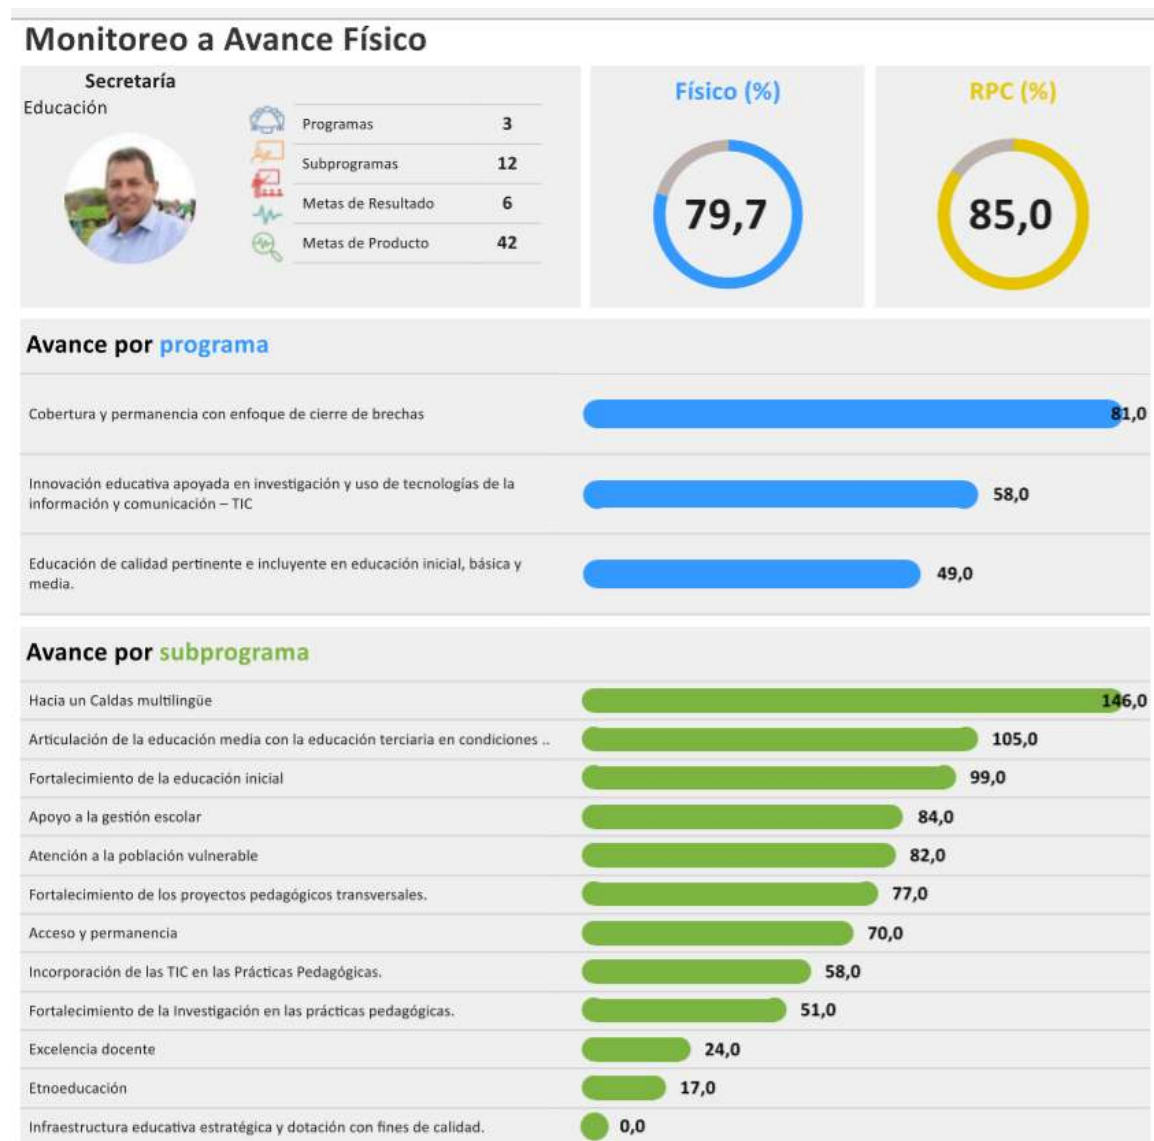 Monitoreo a Avance Físico
Secretaría
Educación
Programas 3
Subprogramas 12
Metas de Resultado 6
Metas de Producto 42
Físico (%)
79,7
RPC (%)
85,0
Avance por programa
Cobertura y permanencia con enfoque de cierre de brechas 81,0
Innovación educativa apoyada en investigación y uso de tecnologías de la
información y comunicación – TIC
58,0
Educación de calidad pertinente e incluyente en educación inicial, básica y
media.
49,0
Avance por subprograma
Hacia un Caldas multilingüe 146,0
Articulación de la educación media con la educación terciaria en condiciones .. 105,0
Fortalecimiento de la educación inicial 99,0
Apoyo a la gestión escolar 84,0
Atención a la población vulnerable 82,0
Fortalecimiento de los proyectos pedagógicos transversales. 77,0
Acceso y permanencia 70,0
Incorporación de las TIC en las Prácticas Pedagógicas. 58,0
Fortalecimiento de la Investigación en las prácticas pedagógicas. 51,0
Excelencia docente 24,0
Etnoeducación 17,0
Infraestructura educativa estratégica y dotación con fines de calidad. 0,0